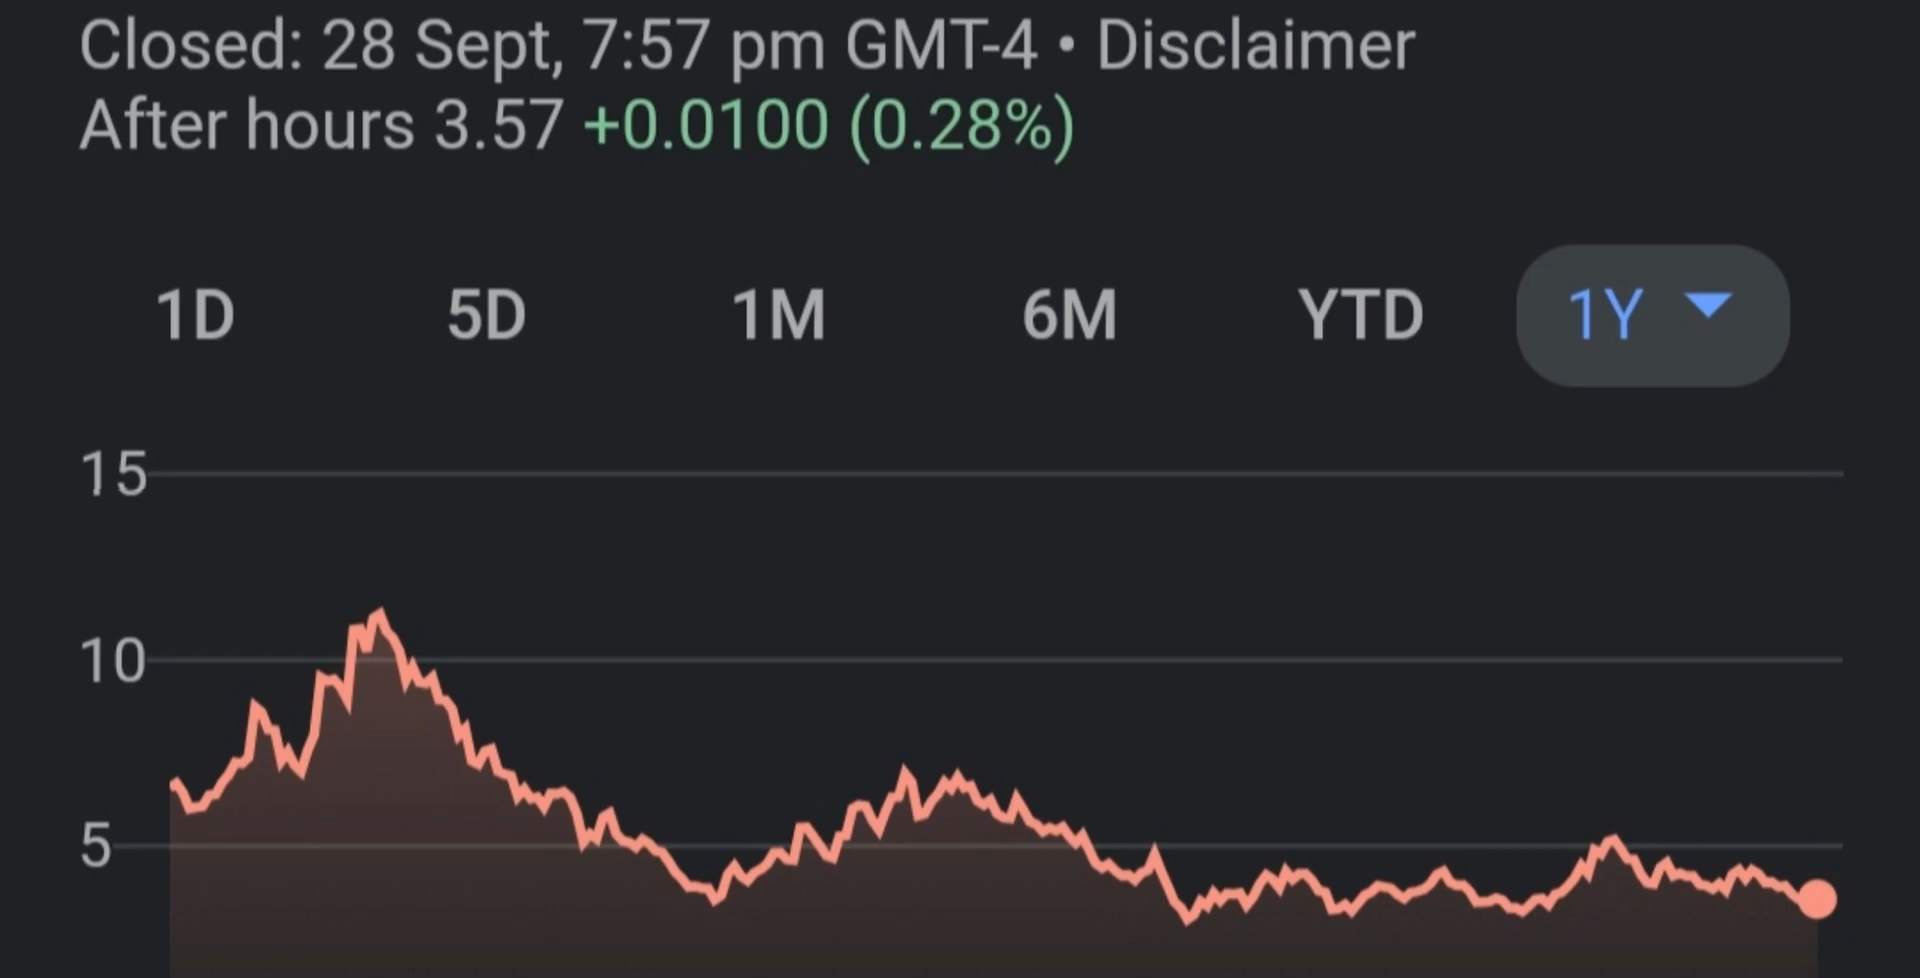 Closed: 28 Sept, 7:57 pm GMT-4 • Disclaimer
After hours 3.57 +0.0100 (0.28%)
1D 5D 1M 6M YTD 1Y
15
10
5